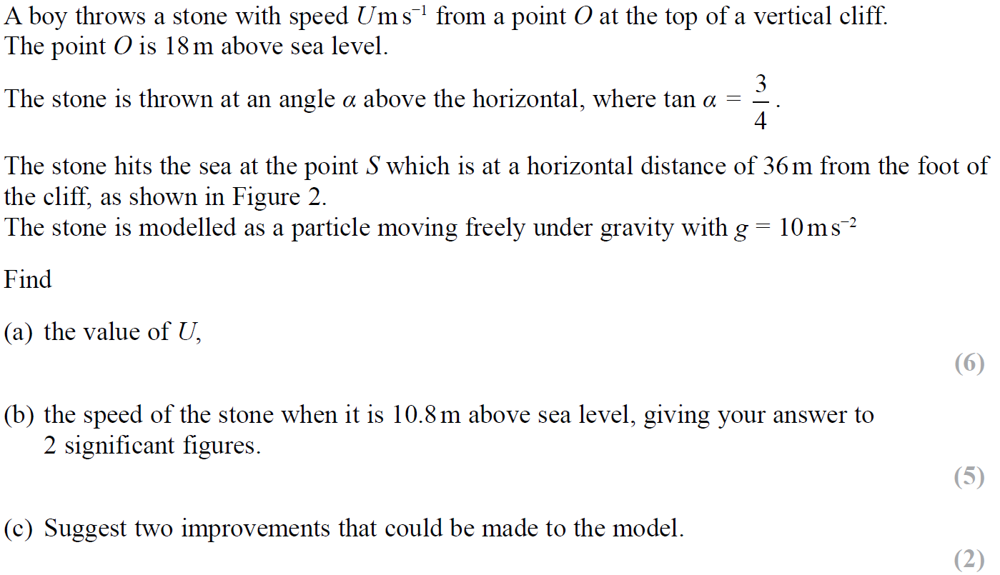 A boy throws a stone with speed U m s⁻¹ from a point O at the top of a vertical cliff.
The point O is 18 m above sea level.
The stone is thrown at an angle α above the horizontal, where tan α = 3/4.
The stone hits the sea at the point S which is at a horizontal distance of 36 m from the foot of
the cliff, as shown in Figure 2.
The stone is modelled as a particle moving freely under gravity with g = 10 m s⁻²
Find
(a) the value of U,
(6)
(b) the speed of the stone when it is 10.8 m above sea level, giving your answer to
2 significant figures.
(5)
(c) Suggest two improvements that could be made to the model.
(2)